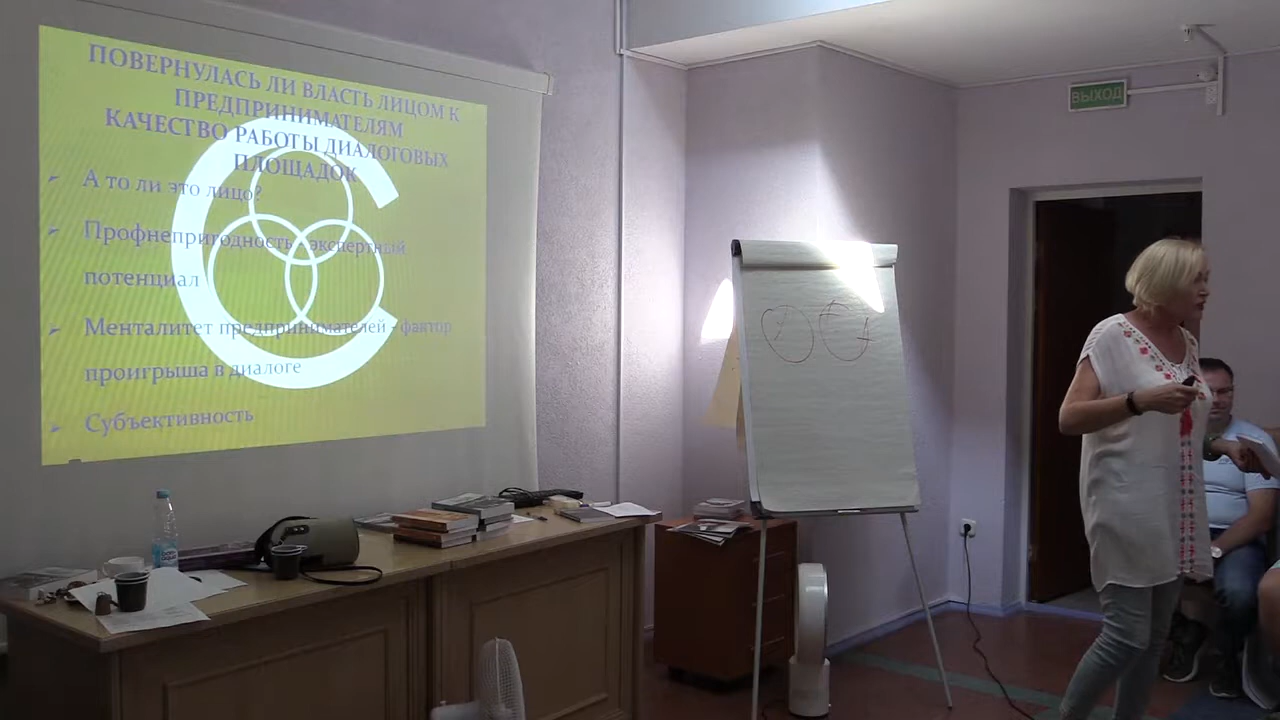 ПОВЕРНУЛАСЬ ЛИ ВЛАСТЬ ЛИЦОМ К
ПРЕДПРИНИМАТЕЛЯМ
КАЧЕСТВО РАБОТЫ ДИАЛОГОВЫХ
ПЛОЩАДОК
А то ли это лицо?
Профнепригодность - экспертный
потенциал
Менталитет предпринимателей - фактор
проигрыша в диалоге
Субъективность
ВЫХОД